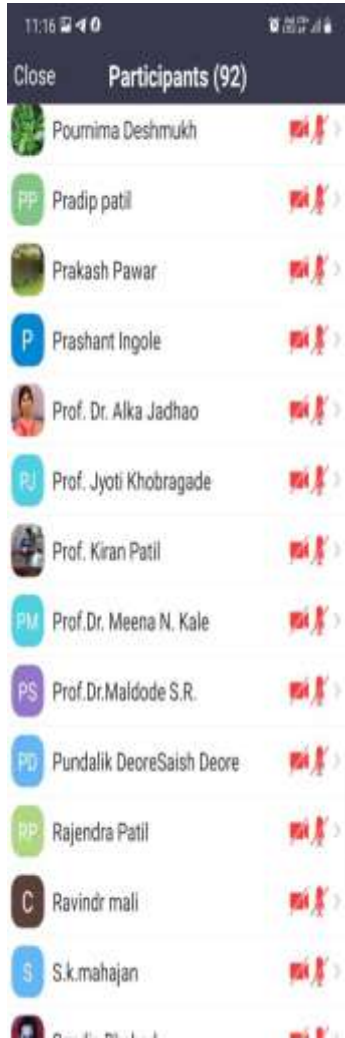 11:16
Close Participants (92)
Pournima Deshmukh
PP Pradip patil
Prakash Pawar
P Prashant Ingole
Prof. Dr. Alka Jadhao
PJ Prof. Jyoti Khobragade
Prof. Kiran Patil
PM Prof.Dr. Meena N. Kale
PS Prof.Dr.Maldode S.R.
PD Pundalik DeoreSaish Deore
RP Rajendra Patil
C Ravindr mali
S S.k.mahajan